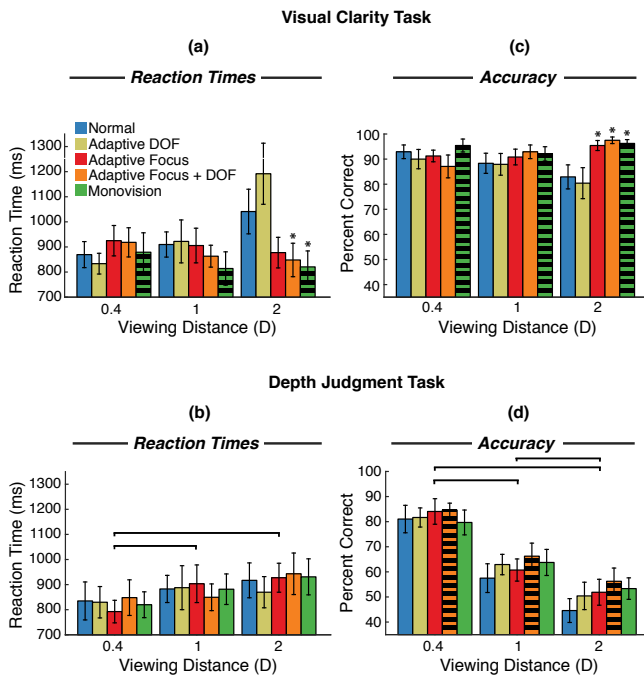 Visual Clarity Task
(a)
Reaction Times
Normal
Adaptive DOF
Adaptive Focus
Adaptive Focus + DOF
Monovision
Reaction Time (ms)
1300
1200
1100
1000
900
800
700
* *
0.4 1 2
Viewing Distance (D)
(c)
Accuracy
Percent Correct
100
90
80
70
60
50
40
* * *
0.4 1 2
Viewing Distance (D)
Depth Judgment Task
(b)
Reaction Times
Reaction Time (ms)
1300
1200
1100
1000
900
800
700
0.4 1 2
Viewing Distance (D)
(d)
Accuracy
Percent Correct
100
90
80
70
60
50
40
0.4 1 2
Viewing Distance (D)